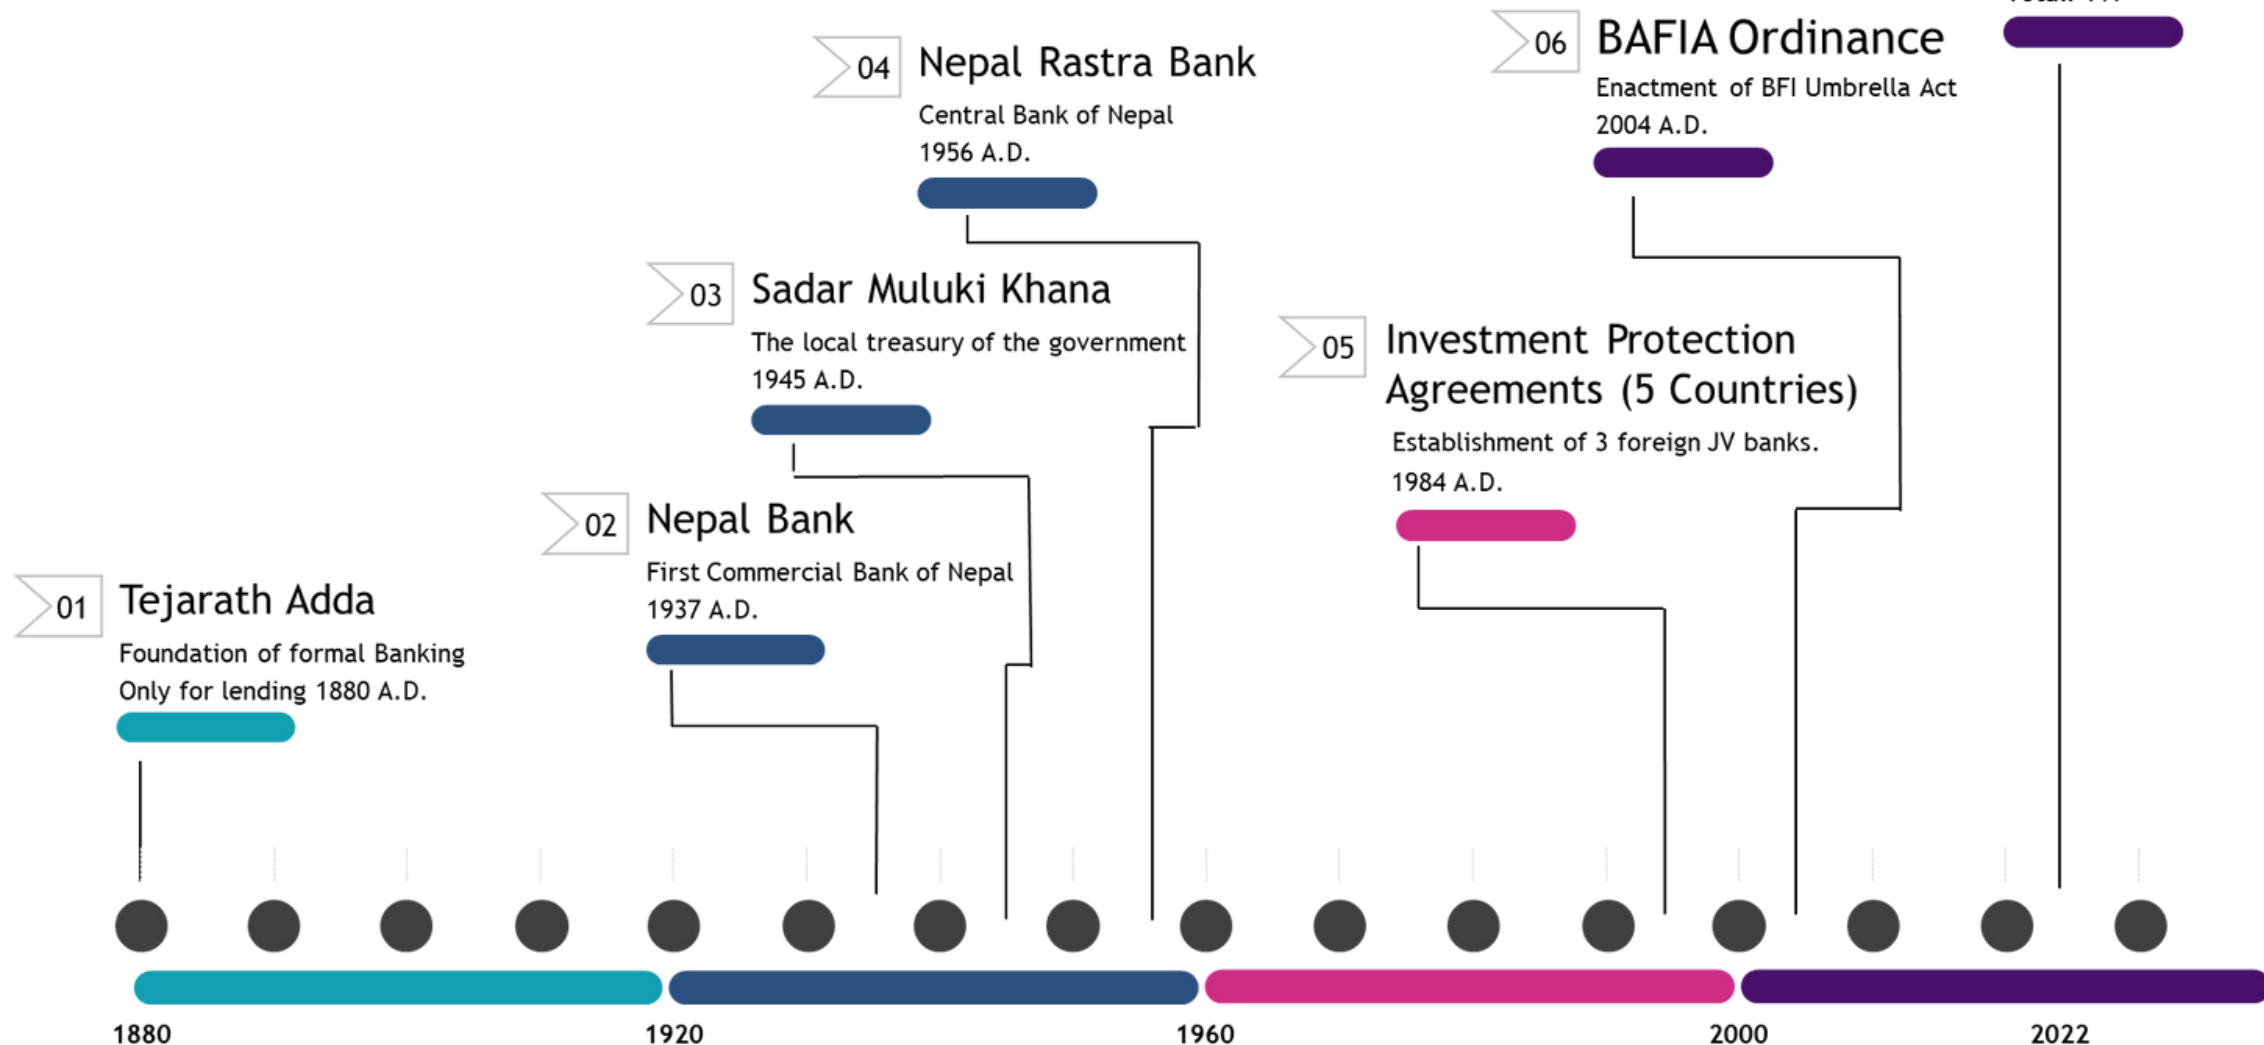 04
Nepal Rastra Bank
Central Bank of Nepal
1956 A.D.
06
BAFIA Ordinance
Enactment of BFI Umbrella Act
2004 A.D.
03
Sadar Muluki Khana
The local treasury of the government
1945 A.D.
05
Investment Protection
Agreements (5 Countries)
Establishment of 3 foreign JV banks.
1984 A.D.
02
Nepal Bank
First Commercial Bank of Nepal
1937 A.D.
01
Tejarath Adda
Foundation of formal Banking
Only for lending 1880 A.D.
1880
1920
1960
2000
2022